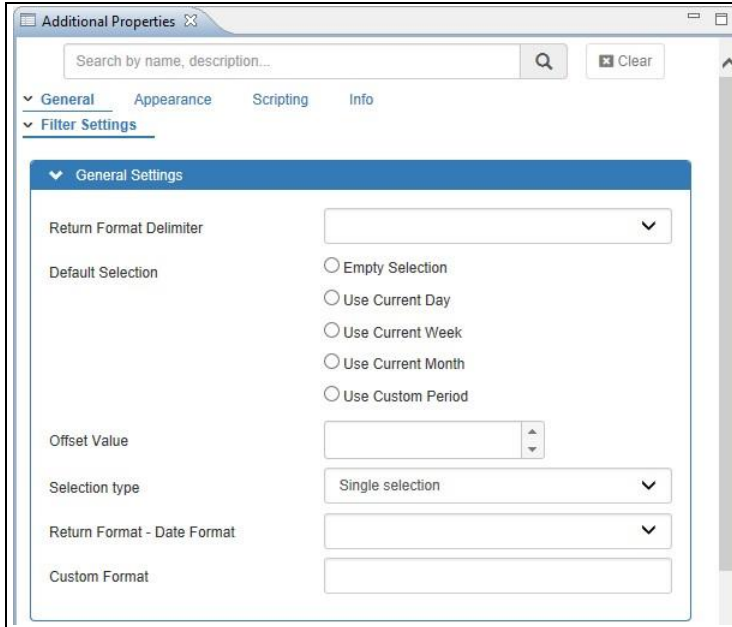 Additional Properties
Search by name, description...
Clear
General Appearance Scripting Info
Filter Settings
General Settings
Return Format Delimiter
Default Selection
Empty Selection
Use Current Day
Use Current Week
Use Current Month
Use Custom Period
Offset Value
Selection type
Single selection
Return Format - Date Format
Custom Format